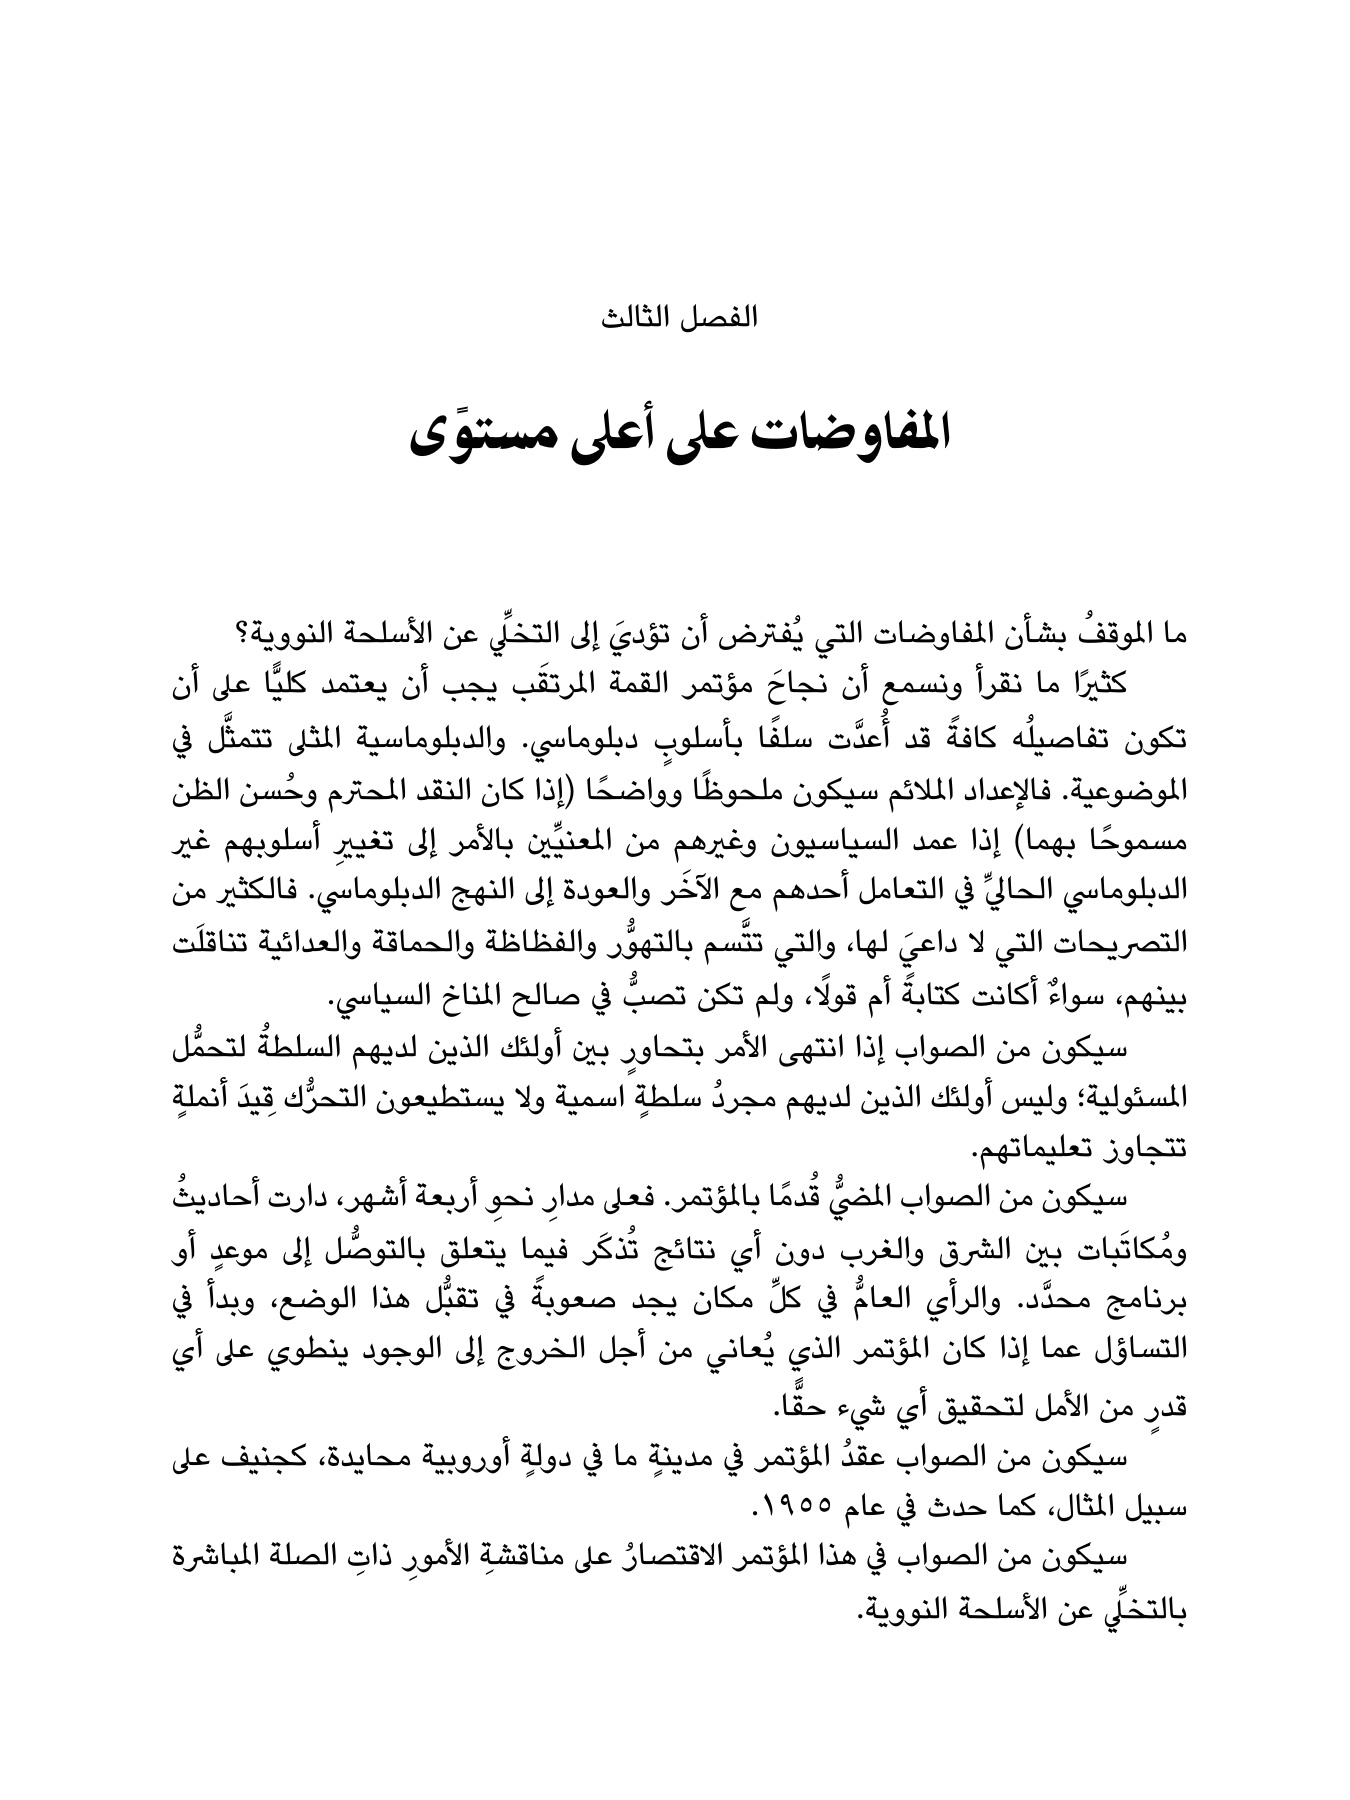 الفصل الثالث
المفاوضات على أعلى مستوًى
ما الموقفُ بشأن المفاوضات التي يُفترض أن تؤديَ إلى التخلِّي عن الأسلحة النووية؟
كثيرًا ما نقرأ ونسمع أن نجاحَ مؤتمر القمة المرتقَب يجب أن يعتمد كليًّا على أن
تكون تفاصيلُه كافةً قد أُعدَّت سلفًا بأسلوبٍ دبلوماسي. والدبلوماسية المثلى تتمثَّل في
الموضوعية. فالإعداد الملائم سيكون ملحوظًا وواضحًا (إذا كان النقد المحترم وحُسن الظن
مسموحًا بهما) إذا عمد السياسيون وغيرهم من المعنيِّين بالأمر إلى تغييرِ أسلوبهم غير
الدبلوماسي الحاليِّ في التعامل أحدهم مع الآخَر والعودة إلى النهج الدبلوماسي. فالكثير من
التصريحات التي لا داعيَ لها، والتي تتَّسم بالتهوُّر والفظاظة والحماقة والعدائية تناقلَت
بينهم، سواءٌ أكانت كتابةً أم قولًا، ولم تكن تصبُّ في صالح المناخ السياسي.
سيكون من الصواب إذا انتهى الأمر بتحاورٍ بين أولئك الذين لديهم السلطةُ لتحمُّل
المسئولية؛ وليس أولئك الذين لديهم مجردُ سلطةٍ اسمية ولا يستطيعون التحرُّك قِيدَ أنملةٍ
تتجاوز تعليماتهم.
سيكون من الصواب المضيُّ قُدمًا بالمؤتمر. فعلى مدارِ نحوِ أربعة أشهر، دارت أحاديثُ
ومُكاتَبات بين الشرق والغرب دون أي نتائج تُذكَر فيما يتعلق بالتوصُّل إلى موعدٍ أو
برنامج محدَّد. والرأي العامُّ في كلِّ مكان يجد صعوبةً في تقبُّل هذا الوضع، وبدأ في
التساؤل عما إذا كان المؤتمر الذي يُعاني من أجل الخروج إلى الوجود ينطوي على أي
قدرٍ من الأمل لتحقيق أي شيء حقًّا.
سيكون من الصواب عقدُ المؤتمر في مدينةٍ ما في دولةٍ أوروبية محايدة، كجنيف على
سبيل المثال، كما حدث في عام ١٩٥٥.
سيكون من الصواب في هذا المؤتمر الاقتصارُ على مناقشةِ الأمورِ ذاتِ الصلة المباشرة
بالتخلِّي عن الأسلحة النووية.